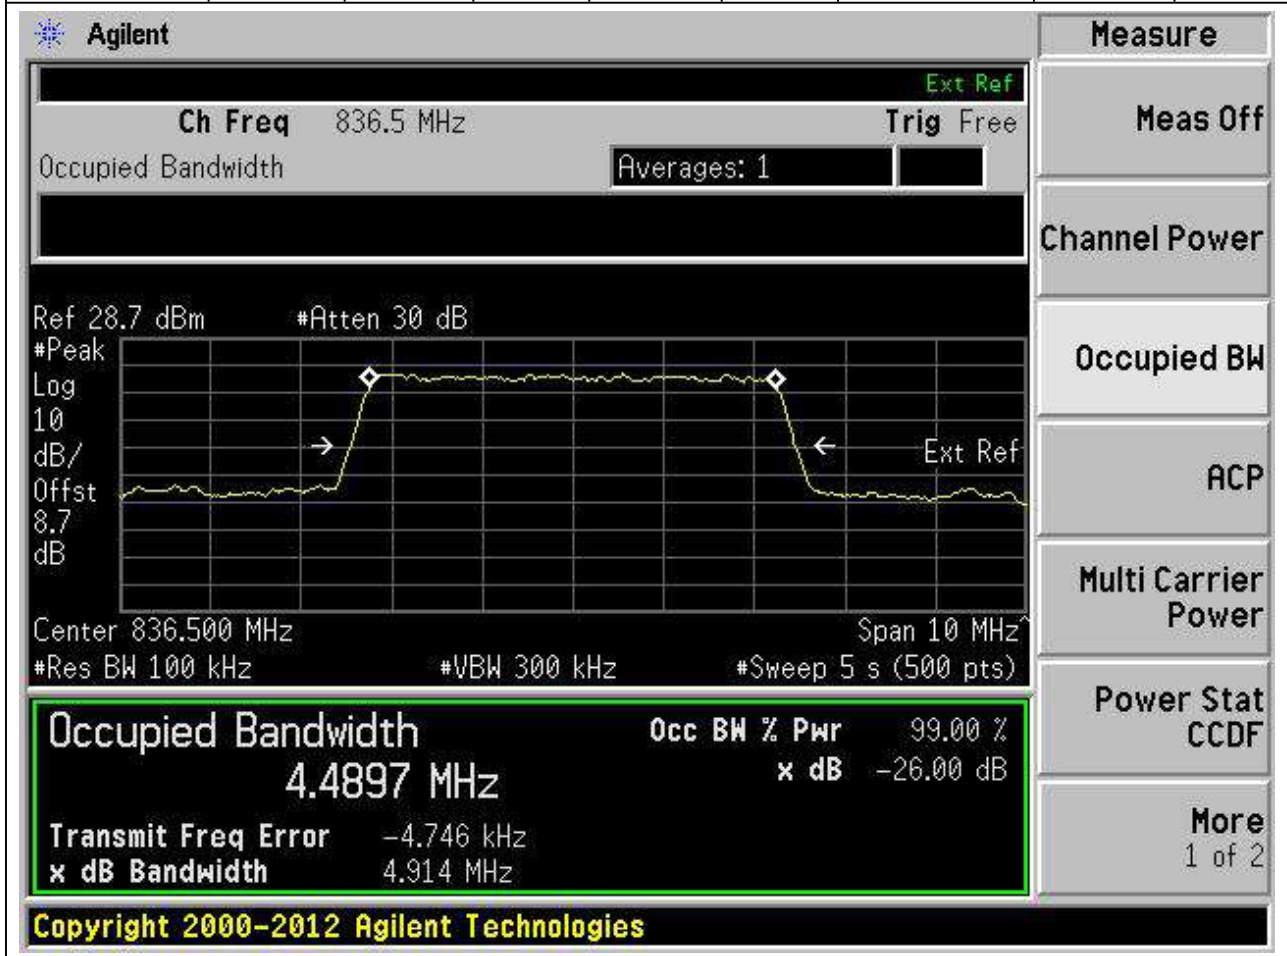 Agilent
Measure
Ext Ref
Ch Freq 836.5 MHz Trig Free
Occupied Bandwidth Averages: 1
Meas Off
Channel Power
Occupied BW
ACP
Multi Carrier
Power
Power Stat
CCDF
More
1 of 2
Ref 28.7 dBm #Atten 30 dB
#Peak
Log
10
dB/
Offst
8.7
dB
Ext Ref
Center 836.500 MHz Span 10 MHz^
#Res BW 100 kHz #VBW 300 kHz #Sweep 5 s (500 pts)
Occupied Bandwidth Occ BW % Pwr 99.00 %
4.4897 MHz x dB -26.00 dB
Transmit Freq Error -4.746 kHz
x dB Bandwidth 4.914 MHz
Copyright 2000-2012 Agilent Technologies